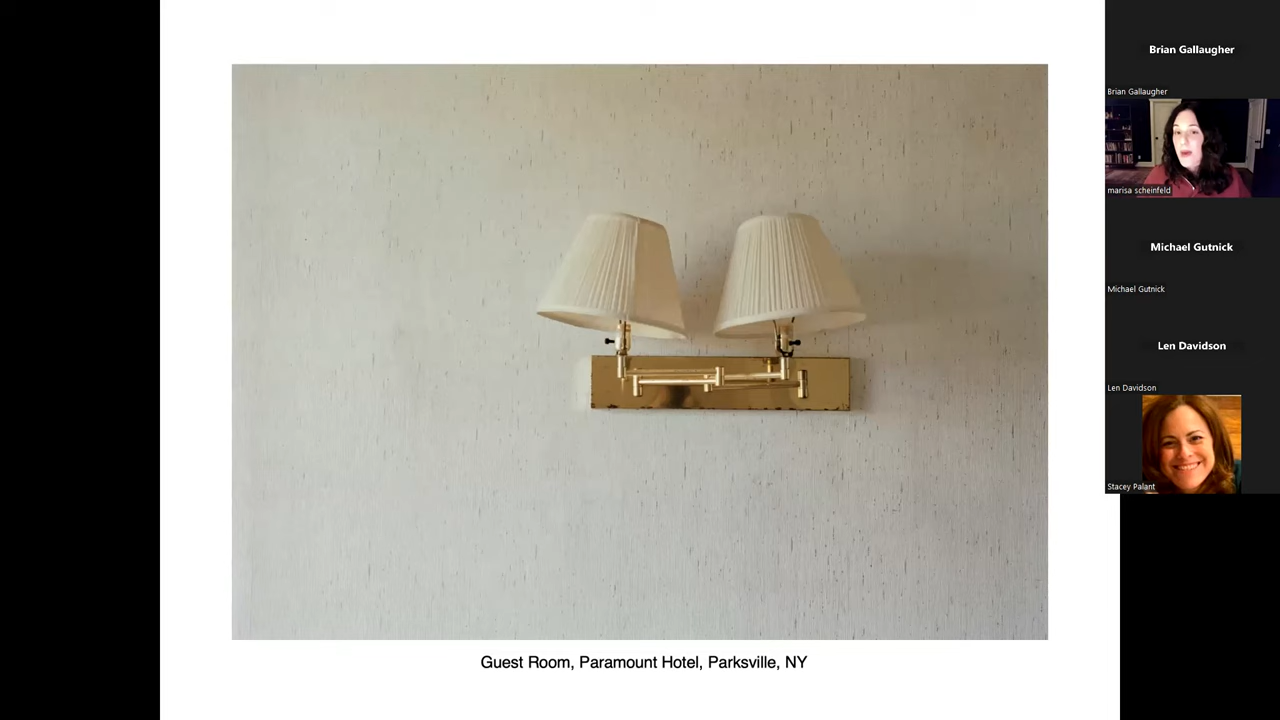 Guest Room, Paramount Hotel, Parksville, NY
Brian Gallaugher
Brian Gallaugher
marisa scheinfeld
Michael Gutnick
Michael Gutnick
Len Davidson
Len Davidson
Stacey Palant